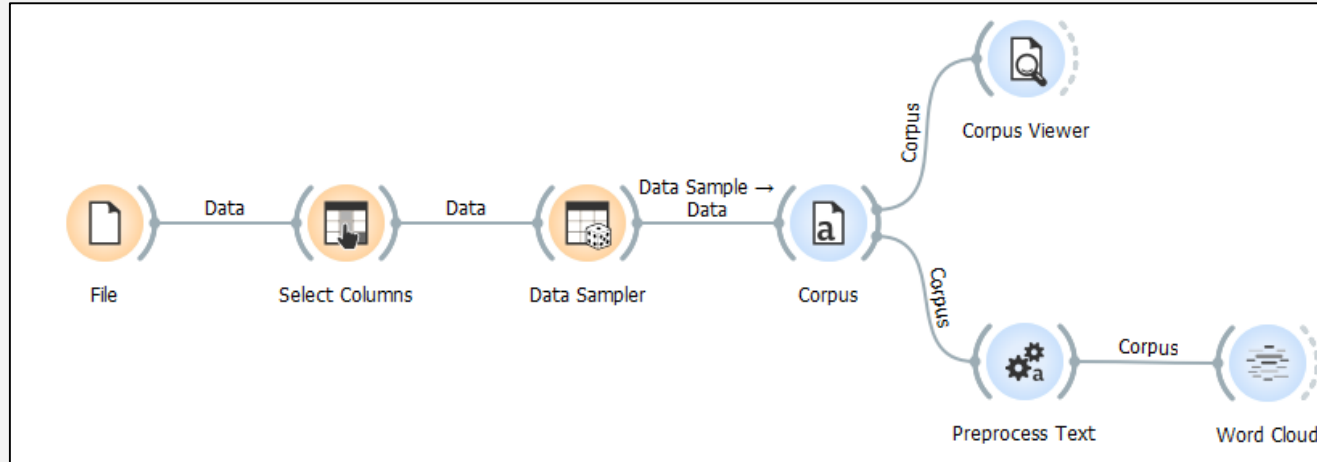 Corpus Viewer
Corpus
Data
Data
Data Sample →
Data
a
File
Select Columns
Data Sampler
Corpus
Corpus
Corpus
a
Preprocess Text
Word Cloud